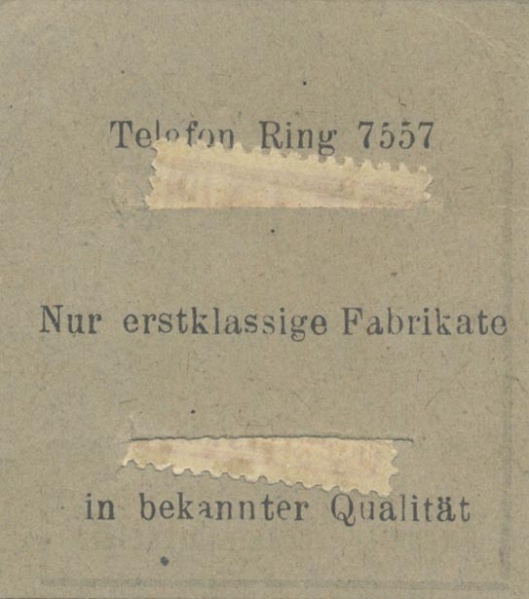 Telefon Ring 7557
Nur erstklassige Fabrikate
in bekannter Qualität